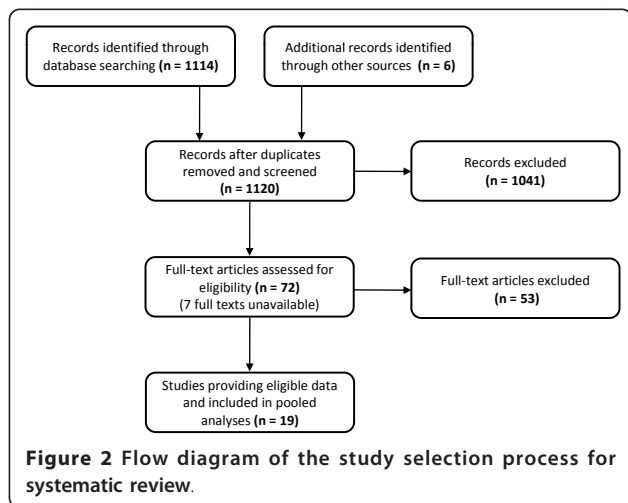 Records identified through
database searching (n = 1114)
Additional records identified
through other sources (n = 6)
Records after duplicates
removed and screened
(n = 1120)
Records excluded
(n = 1041)
Full-text articles assessed for
eligibility (n = 72)
(7 full texts unavailable)
Full-text articles excluded
(n = 53)
Studies providing eligible data
and included in pooled
analyses (n = 19)
Figure 2 Flow diagram of the study selection process for
systematic review.